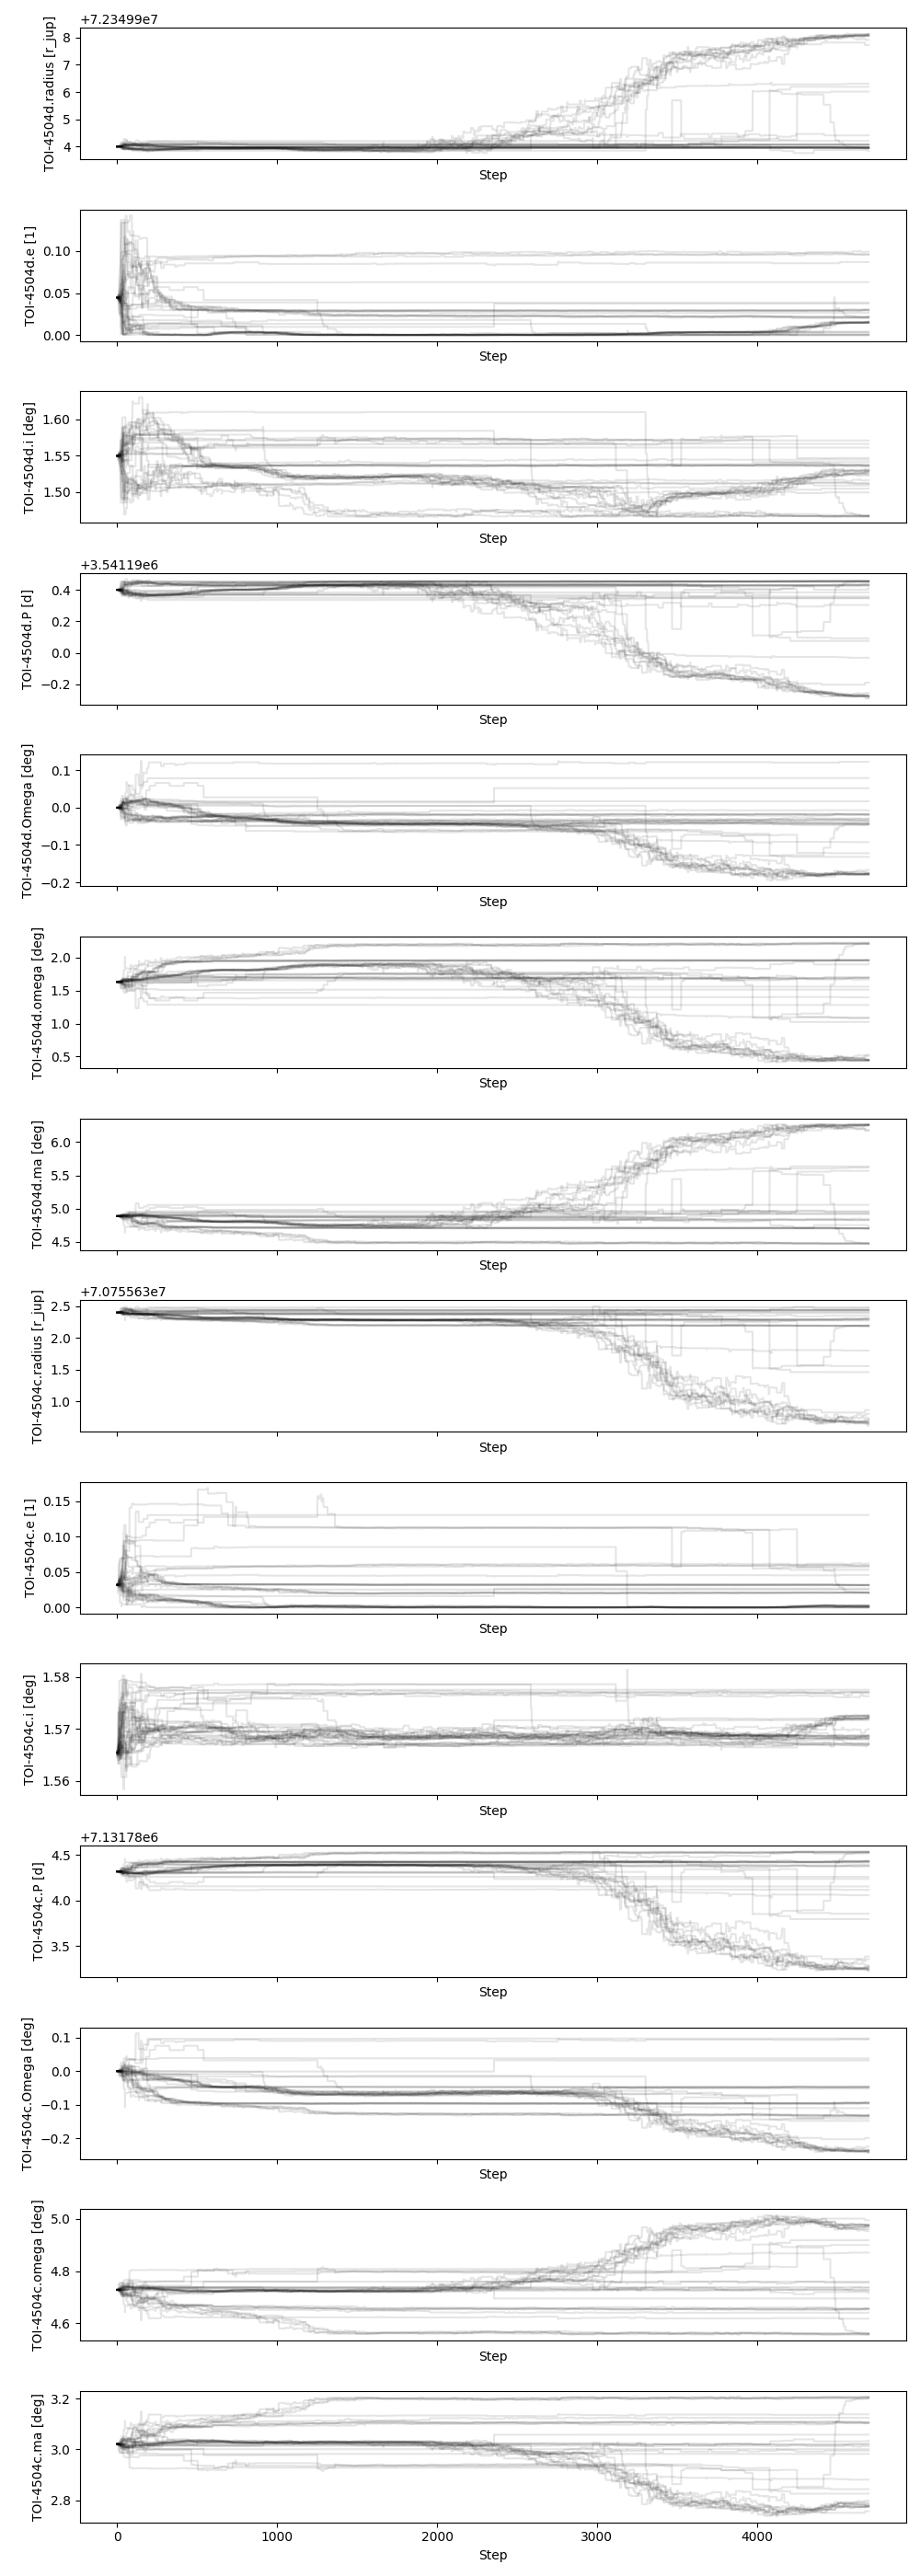 +7.23499e7
TOI-4504d.radius [r_jup]
8
7
6
5
4
Step
TOI-4504d.e [1]
0.10
0.05
0.00
Step
TOI-4504d.i [deg]
1.60
1.55
1.50
Step
+3.54119e6
TOI-4504d.P [d]
0.4
0.2
0.0
−0.2
Step
TOI-4504d.Omega [deg]
0.1
0.0
−0.1
−0.2
Step
TOI-4504d.omega [deg]
2.0
1.5
1.0
0.5
Step
TOI-4504d.ma [deg]
6.0
5.5
5.0
4.5
Step
+7.075563e7
TOI-4504c.radius [r_jup]
2.5
2.0
1.5
1.0
Step
TOI-4504c.e [1]
0.15
0.10
0.05
0.00
Step
TOI-4504c.i [deg]
1.58
1.57
1.56
Step
+7.13178e6
TOI-4504c.P [d]
4.5
4.0
3.5
Step
TOI-4504c.Omega [deg]
0.1
0.0
−0.1
−0.2
Step
TOI-4504c.omega [deg]
5.0
4.8
4.6
Step
TOI-4504c.ma [deg]
3.2
3.0
2.8
0 1000 2000 3000 4000
Step